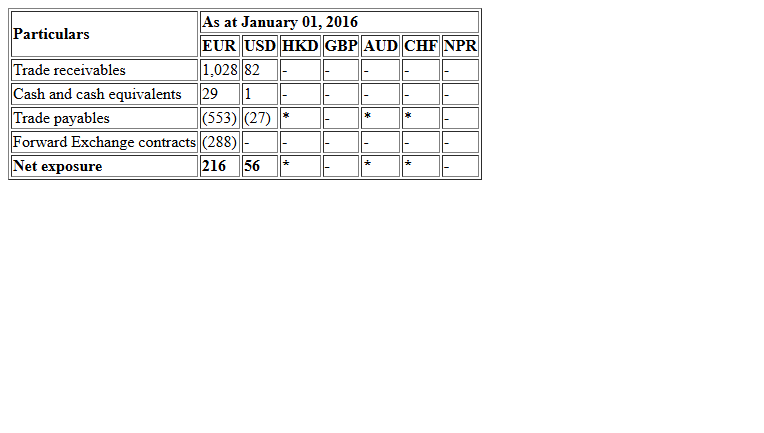 Particulars As at January 01, 2016
EUR USD HKD GBP AUD CHF NPR
Trade receivables 1,028 82 - - - - -
Cash and cash equivalents 29 1 - - - - -
Trade payables (553) (27) * - * * -
Forward Exchange contracts (288) - - - - - -
Net exposure 216 56 * - * * -